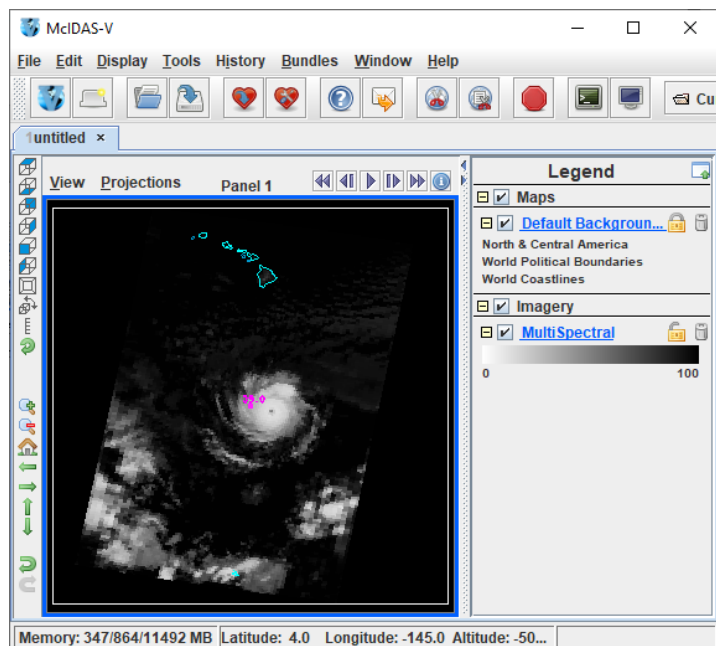 McIDAS-V
File Edit Display Tools History Bundles Window Help
Cu
1untitled ×
View Projections Panel 1
Legend
Maps
Default Backgroun...
North & Central America
World Political Boundaries
World Coastlines
Imagery
MultiSpectral
0 100
Memory: 347/864/11492 MB Latitude: 4.0 Longitude: -145.0 Altitude: -50...